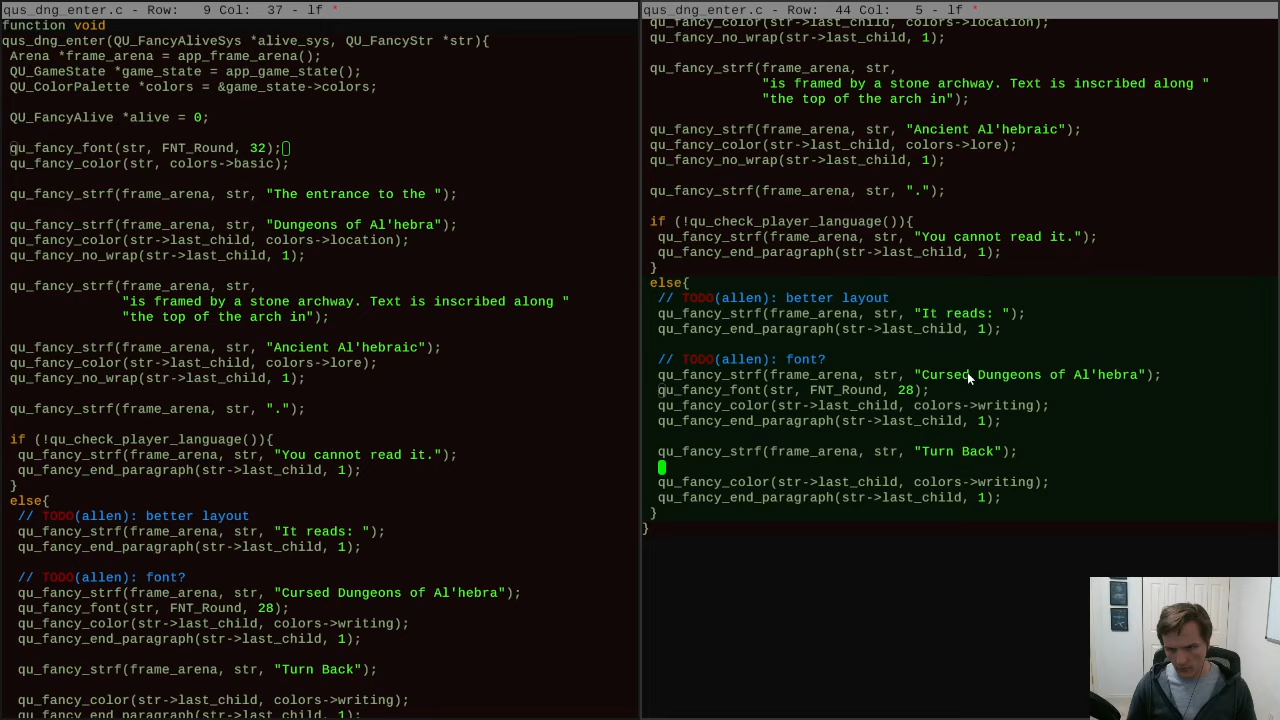 qus_dng_enter.c - Row:    9 Col:  37 - lf *
function void
qus_dng_enter(QU_FancyAliveSys *alive_sys, QU_FancyStr *str){
 Arena *frame_arena = app_frame_arena();
 QU_GameState *game_state = app_game_state();
 QU_ColorPalette *colors = &game_state->colors;

 QU_FancyAlive *alive = 0;

 qu_fancy_font(str, FNT_Round, 32);
 qu_fancy_color(str, colors->basic);

 qu_fancy_strf(frame_arena, str, "The entrance to the ");

 qu_fancy_strf(frame_arena, str, "Dungeons of Al'hebra");
 qu_fancy_color(str->last_child, colors->location);
 qu_fancy_no_wrap(str->last_child, 1);

 qu_fancy_strf(frame_arena, str,
               "is framed by a stone archway. Text is inscribed along "
               "the top of the arch in");

 qu_fancy_strf(frame_arena, str, "Ancient Al'hebraic");
 qu_fancy_color(str->last_child, colors->lore);
 qu_fancy_no_wrap(str->last_child, 1);

 qu_fancy_strf(frame_arena, str, ".");

 if (!qu_check_player_language()){
  qu_fancy_strf(frame_arena, str, "You cannot read it.");
  qu_fancy_end_paragraph(str->last_child, 1);
 }
 else{
  // TODO(allen): better layout
  qu_fancy_strf(frame_arena, str, "It reads: ");
  qu_fancy_end_paragraph(str->last_child, 1);

  // TODO(allen): font?
  qu_fancy_strf(frame_arena, str, "Cursed Dungeons of Al'hebra");
  qu_fancy_font(str, FNT_Round, 28);
  qu_fancy_color(str->last_child, colors->writing);
  qu_fancy_end_paragraph(str->last_child, 1);

  qu_fancy_strf(frame_arena, str, "Turn Back");

  qu_fancy_color(str->last_child, colors->writing);
  qu_fancy_end_paragraph(str->last_child, 1);
qus_dng_enter.c - Row:   44 Col:   5 - lf *
 qu_fancy_color(str->last_child, colors->location);
 qu_fancy_no_wrap(str->last_child, 1);

 qu_fancy_strf(frame_arena, str,
               "is framed by a stone archway. Text is inscribed along "
               "the top of the arch in");

 qu_fancy_strf(frame_arena, str, "Ancient Al'hebraic");
 qu_fancy_color(str->last_child, colors->lore);
 qu_fancy_no_wrap(str->last_child, 1);

 qu_fancy_strf(frame_arena, str, ".");

 if (!qu_check_player_language()){
  qu_fancy_strf(frame_arena, str, "You cannot read it.");
  qu_fancy_end_paragraph(str->last_child, 1);
 }
 else{
  // TODO(allen): better layout
  qu_fancy_strf(frame_arena, str, "It reads: ");
  qu_fancy_end_paragraph(str->last_child, 1);

  // TODO(allen): font?
  qu_fancy_strf(frame_arena, str, "Cursed Dungeons of Al'hebra");
  qu_fancy_font(str, FNT_Round, 28);
  qu_fancy_color(str->last_child, colors->writing);
  qu_fancy_end_paragraph(str->last_child, 1);

  qu_fancy_strf(frame_arena, str, "Turn Back");

  qu_fancy_color(str->last_child, colors->writing);
  qu_fancy_end_paragraph(str->last_child, 1);
 }
}